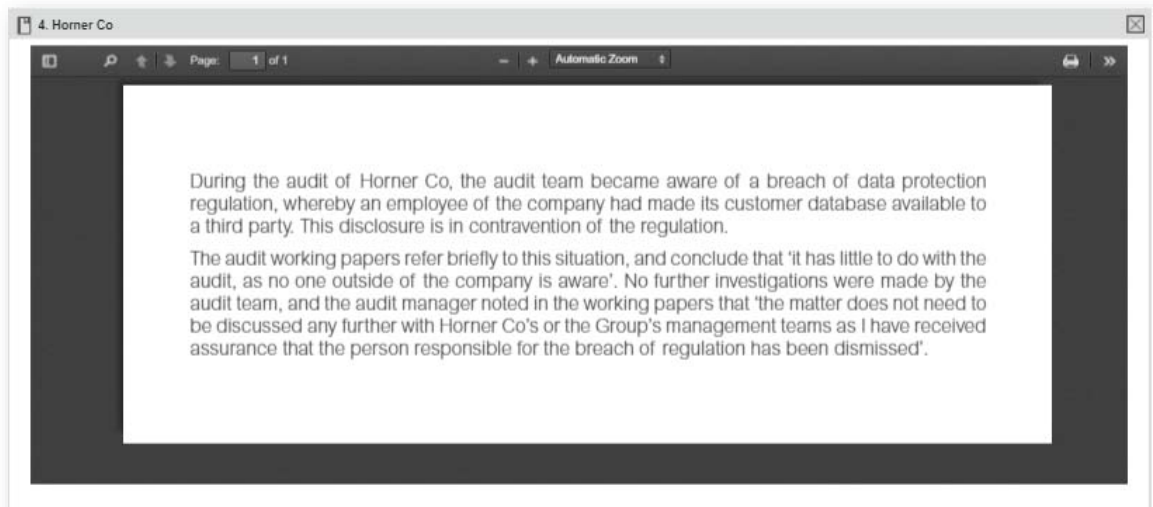 4. Horner Co
Page: 1 of 1
Automatic Zoom
During the audit of Horner Co, the audit team became aware of a breach of data protection
regulation, whereby an employee of the company had made its customer database available to
a third party. This disclosure is in contravention of the regulation.
The audit working papers refer briefly to this situation, and conclude that ‘it has little to do with the
audit, as no one outside of the company is aware’. No further investigations were made by the
audit team, and the audit manager noted in the working papers that ‘the matter does not need to
be discussed any further with Horner Co’s or the Group’s management teams as I have received
assurance that the person responsible for the breach of regulation has been dismissed’.